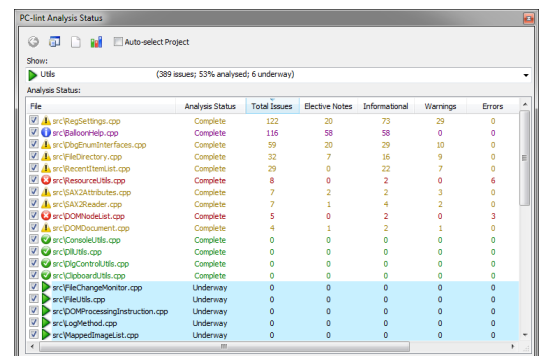 PC-lint Analysis Status
Auto-select Project
Show:
Utils (389 issues; 53% analysed; 6 underway)
Analysis Status:
File Analysis Status Total Issues Elective Notes Informational Warnings Errors
src\RegSettings.cpp Complete 122 20 73 29 0
src\BalloonHelp.cpp Complete 116 58 58 0 0
src\DbgEnumInterfaces.cpp Complete 59 20 29 10 0
src\FileDirectory.cpp Complete 32 7 16 9 0
src\RecentItemList.cpp Complete 29 0 22 7 0
src\ResourceUtils.cpp Complete 8 0 2 0 6
src\SAX2Attributes.cpp Complete 7 2 2 3 0
src\SAX2Reader.cpp Complete 7 1 4 2 0
src\DOMNodeList.cpp Complete 5 0 2 0 3
src\DOMDocument.cpp Complete 4 1 2 1 0
src\ConsoleUtils.cpp Complete 0 0 0 0 0
src\DllUtils.cpp Complete 0 0 0 0 0
src\DlgControlUtils.cpp Complete 0 0 0 0 0
src\ClipboardUtils.cpp Complete 0 0 0 0 0
src\FileChangeMonitor.cpp Underway 0 0 0 0 0
src\FileUtils.cpp Underway 0 0 0 0 0
src\DOMProcessingInstruction.cpp Underway 0 0 0 0 0
src\LogMethod.cpp Underway 0 0 0 0 0
src\MappedImageList.cpp Underway 0 0 0 0 0